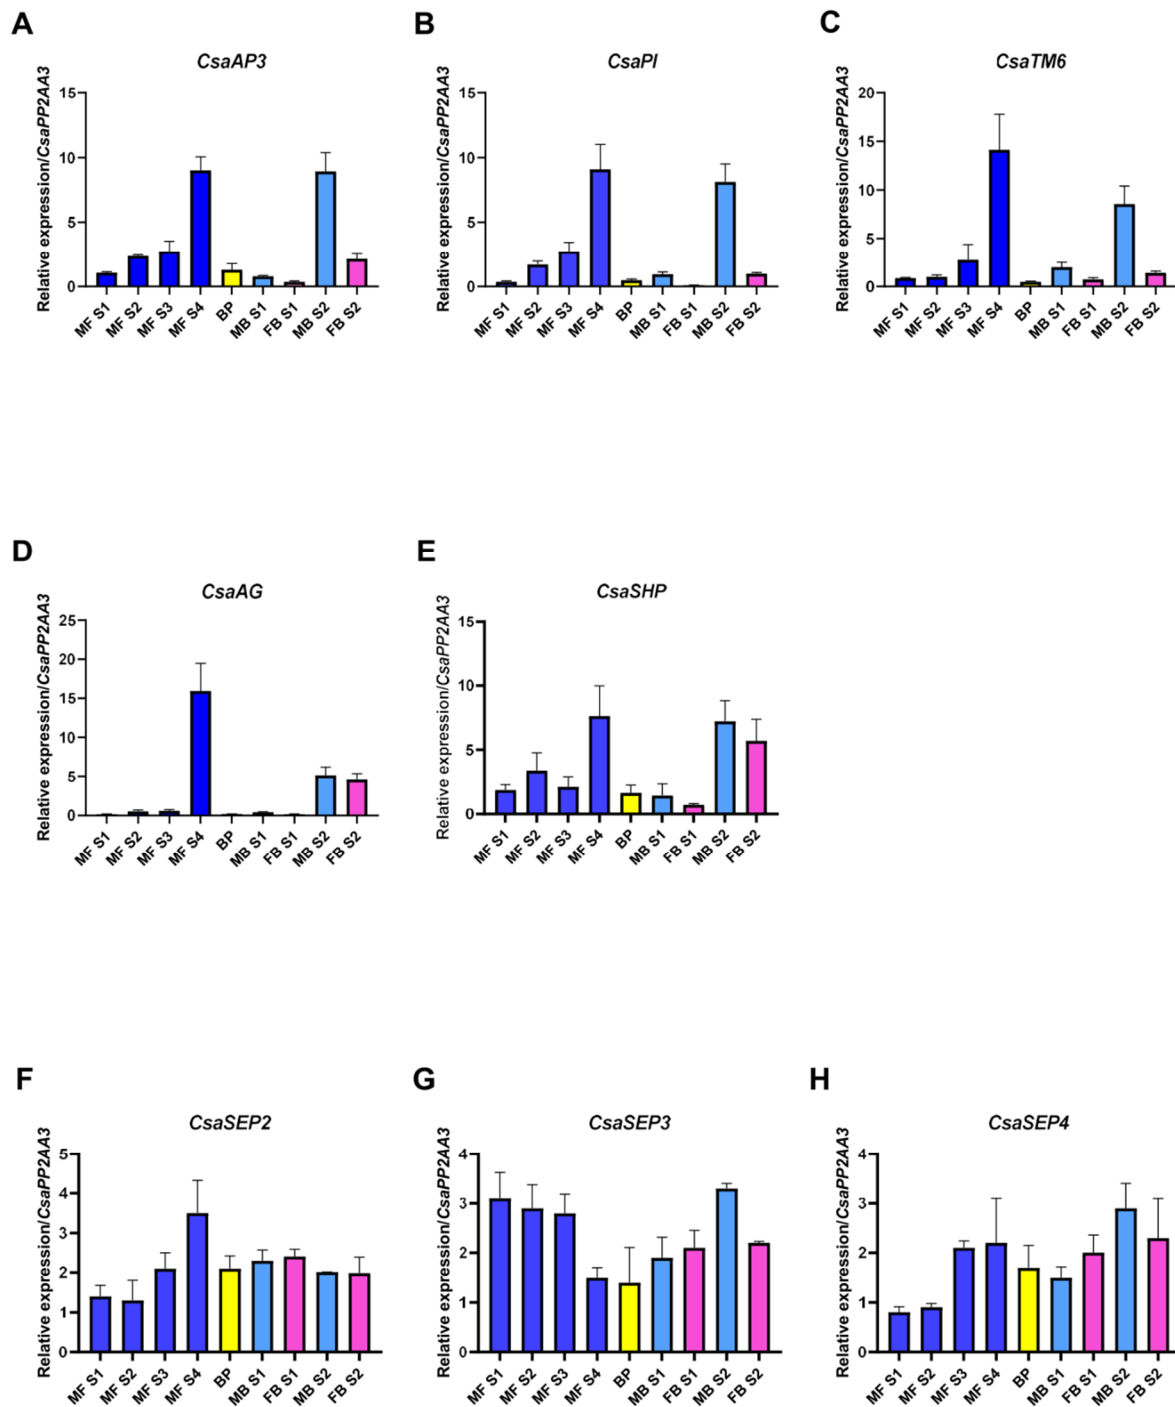 A
CsaAP3
Relative expression/CsaPP2AA3
15
10
5
0
MF S1
MF S2
MF S3
MF S4
BP
MB S1
FB S1
MB S2
FB S2
B
CsaPI
Relative expression/CsaPP2AA3
15
10
5
0
MF S1
MF S2
MF S3
MF S4
BP
MB S1
FB S1
MB S2
FB S2
C
CsaTM6
Relative expression/CsaPP2AA3
20
15
10
5
0
MF S1
MF S2
MF S3
MF S4
BP
MB S1
FB S1
MB S2
FB S2
D
CsaAG
Relative expression/CsaPP2AA3
25
20
15
10
5
0
MF S1
MF S2
MF S3
MF S4
BP
MB S1
FB S1
MB S2
FB S2
E
CsaSHP
Relative expression/CsaPP2AA3
15
10
5
0
MF S1
MF S2
MF S3
MF S4
BP
MB S1
FB S1
MB S2
FB S2
F
CsaSEP2
Relative expression/CsaPP2AA3
5
4
3
2
1
0
MF S1
MF S2
MF S3
MF S4
BP
MB S1
FB S1
MB S2
FB S2
G
CsaSEP3
Relative expression/CsaPP2AA3
4
3
2
1
0
MF S1
MF S2
MF S3
MF S4
BP
MB S1
FB S1
MB S2
FB S2
H
CsaSEP4
Relative expression/CsaPP2AA3
4
3
2
1
0
MF S1
MF S2
MF S3
MF S4
BP
MB S1
FB S1
MB S2
FB S2